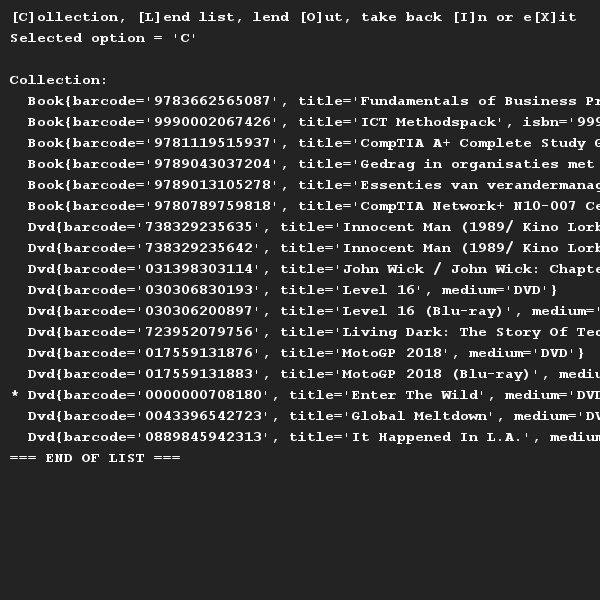 [C]ollection, [L]end list, lend [O]ut, take back [I]n or e[X]it
Selected option = 'C'
Collection:
Book{barcode='9783662565087', title='Fundamentals of Business Pr
Book{barcode='9990002067426', title='ICT Methodspack', isbn='999
Book{barcode='9781119515937', title='CompTIA A+ Complete Study G
Book{barcode='9789043037204', title='Gedrag in organisaties met
Book{barcode='9789013105278', title='Essenties van verandermanag
Book{barcode='9780789759818', title='CompTIA Network+ N10-007 Ce
Dvd{barcode='738329235635', title='Innocent Man (1989/ Kino Lorb
Dvd{barcode='738329235642', title='Innocent Man (1989/ Kino Lorb
Dvd{barcode='031398303114', title='John Wick / John Wick: Chapte
Dvd{barcode='030306830193', title='Level 16', medium='DVD'}
Dvd{barcode='030306200897', title='Level 16 (Blu-ray)', medium='
Dvd{barcode='723952079756', title='Living Dark: The Story Of Ted
Dvd{barcode='017559131876', title='MotoGP 2018', medium='DVD'}
Dvd{barcode='017559131883', title='MotoGP 2018 (Blu-ray)', mediu
* Dvd{barcode='0000000708180', title='Enter The Wild', medium='DVD
Dvd{barcode='0043396542723', title='Global Meltdown', medium='DV
Dvd{barcode='0889845942313', title='It Happened In L.A.', medium
=== END OF LIST ===